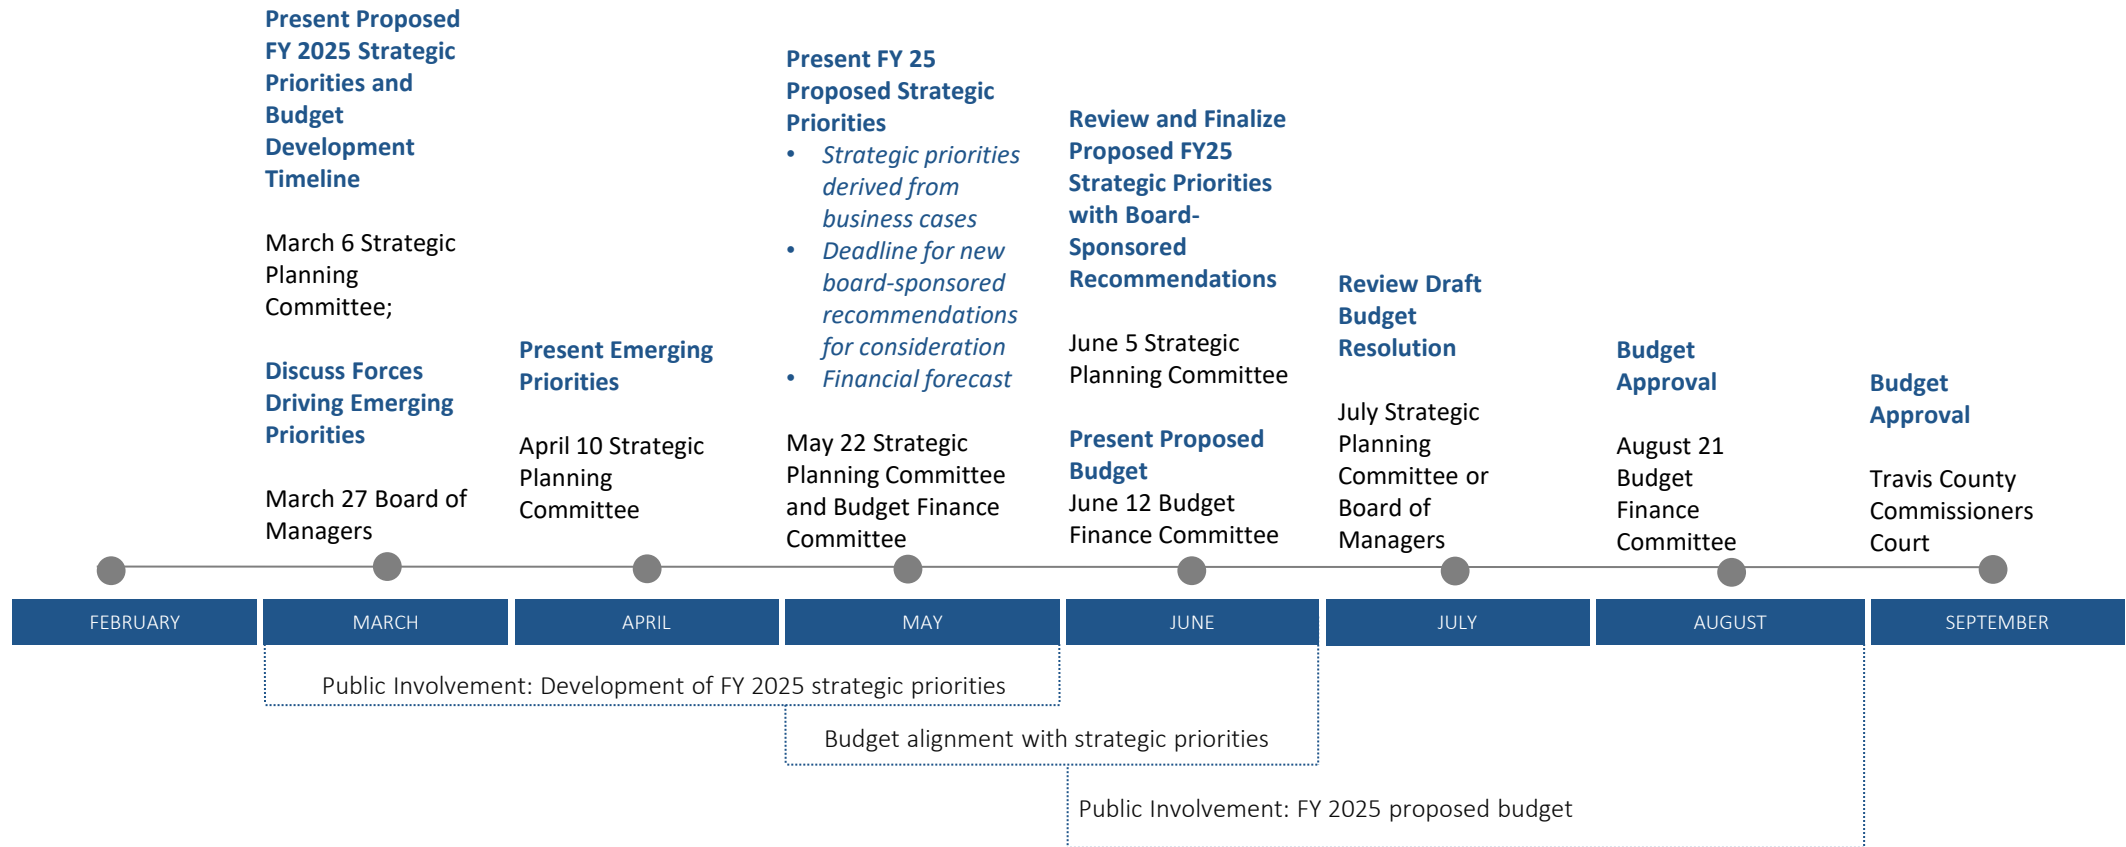 Present Proposed
FY 2025 Strategic
Priorities and
Budget
Development
Timeline
March 6 Strategic
Planning
Committee;
Discuss Forces
Driving Emerging
Priorities
March 27 Board of
Managers
Present Emerging
Priorities
April 10 Strategic
Planning
Committee
Present FY 25
Proposed Strategic
Priorities
• Strategic priorities
derived from
business cases
• Deadline for new
board-sponsored
recommendations
for consideration
• Financial forecast
May 22 Strategic
Planning Committee
and Budget Finance
Committee
Review and Finalize
Proposed FY25
Strategic Priorities
with Board-
Sponsored
Recommendations
June 5 Strategic
Planning Committee
Present Proposed
Budget
June 12 Budget
Finance Committee
Review Draft
Budget
Resolution
July Strategic
Planning
Committee or
Board of
Managers
Budget
Approval
August 21
Budget
Finance
Committee
Budget
Approval
Travis County
Commissioners
Court
FEBRUARY
MARCH
APRIL
MAY
JUNE
JULY
AUGUST
SEPTEMBER
Public Involvement: Development of FY 2025 strategic priorities
Budget alignment with strategic priorities
Public Involvement: FY 2025 proposed budget